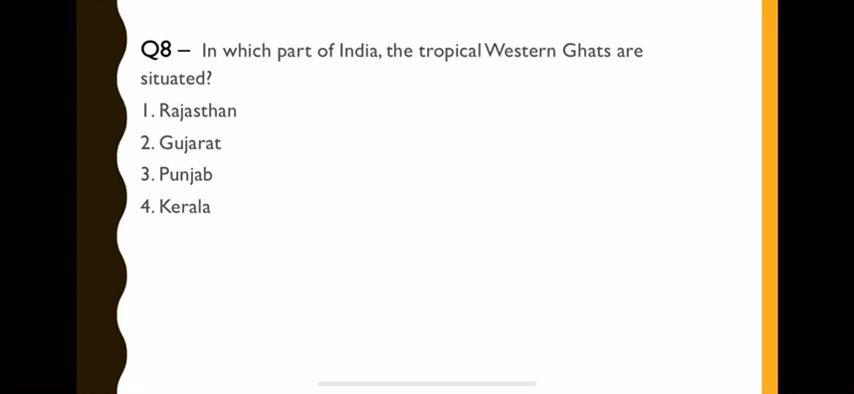 Q8 – In which part of India, the tropical Western Ghats are
situated?
1. Rajasthan
2. Gujarat
3. Punjab
4. Kerala